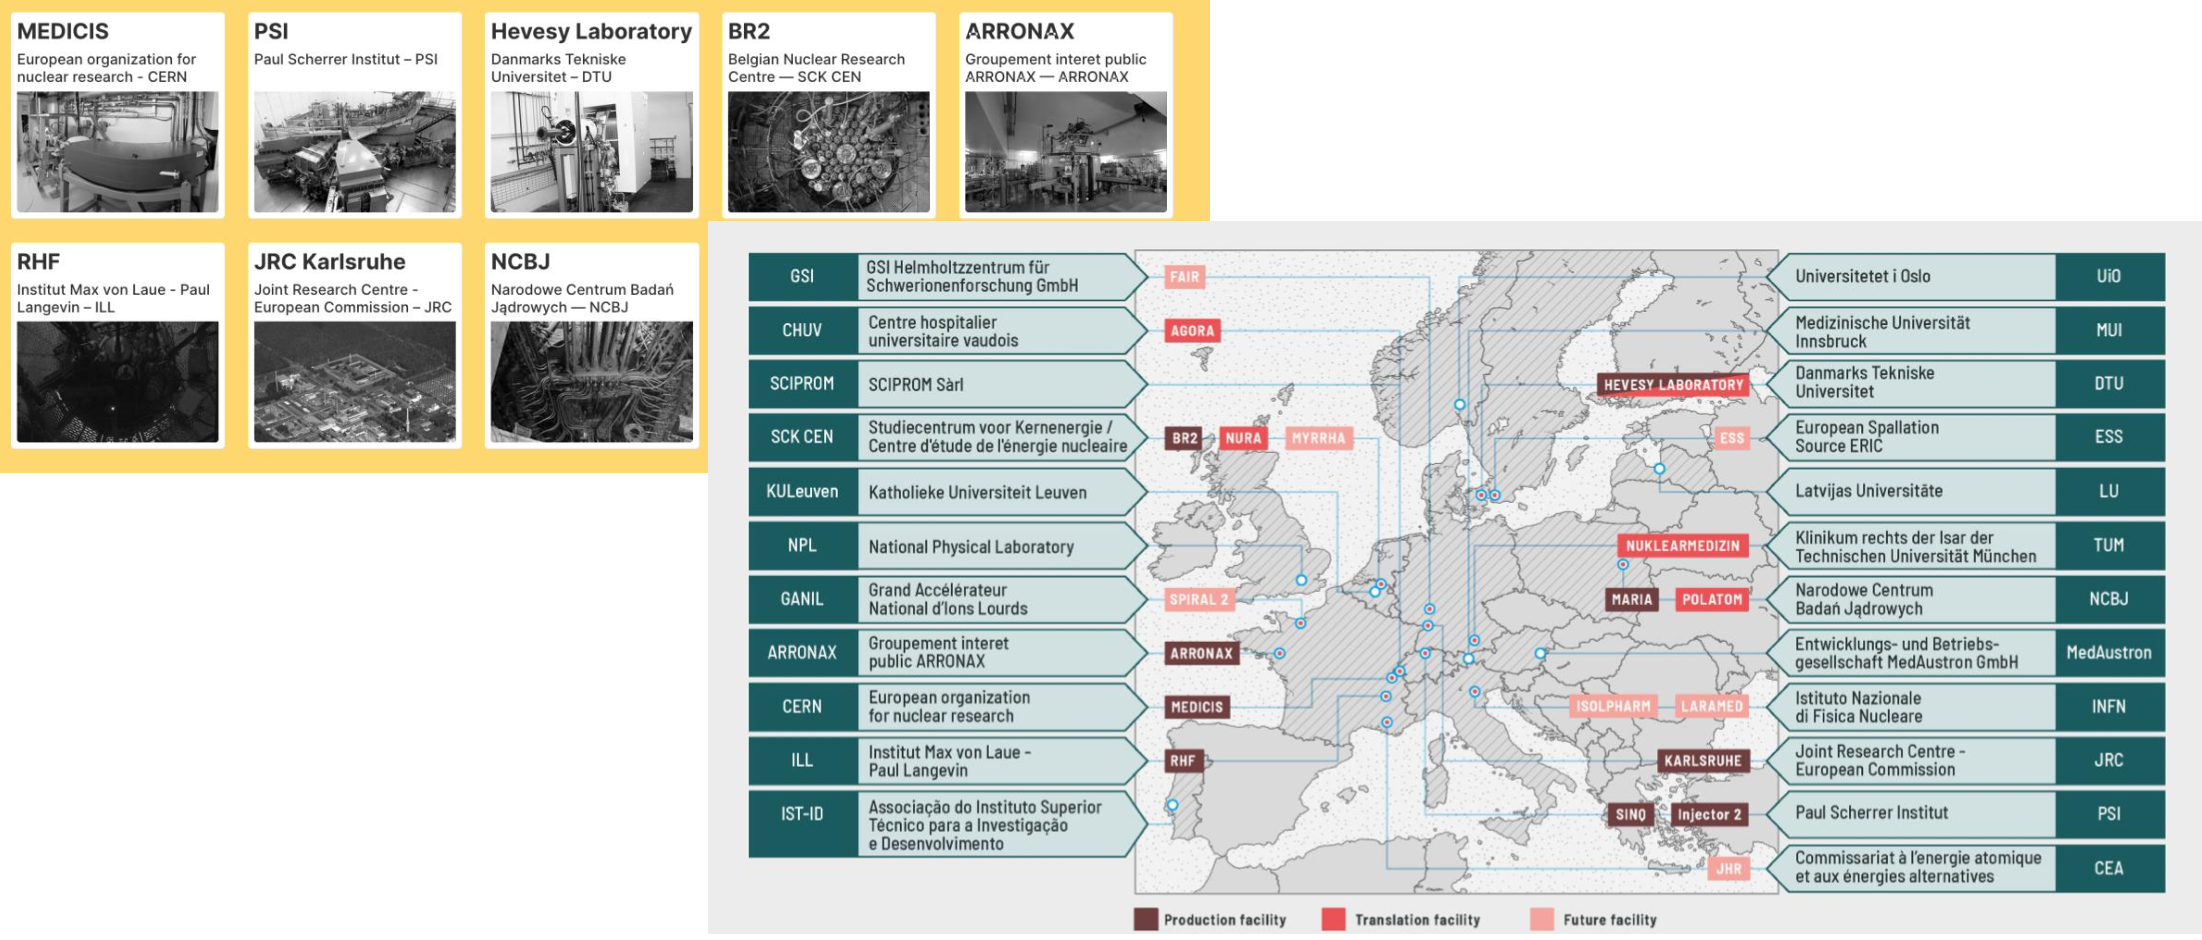 MEDICIS
European organization for
nuclear research - CERN
PSI
Paul Scherrer Institut – PSI
Hevesy Laboratory
Danmarks Tekniske
Universitet – DTU
BR2
Belgian Nuclear Research
Centre — SCK CEN
ARRONAX
Groupement interet public
ARRONAX — ARRONAX
RHF
Institut Max von Laue - Paul
Langevin – ILL
JRC Karlsruhe
Joint Research Centre -
European Commission – JRC
NCBJ
Narodowe Centrum Badań
Jądrowych — NCBJ
GSI
GSI Helmholtzzentrum für
Schwerionenforschung GmbH
FAIR
CHUV
Centre hospitalier
universitaire vaudois
AGORA
SCIPROM
SCIPROM Sàrl
SCK CEN
Studiecentrum voor Kernenergie /
Centre d'étude de l'énergie nucleaire
BR2
NURA
MYRRHA
KULeuven
Katholieke Universiteit Leuven
NPL
National Physical Laboratory
GANIL
Grand Accélérateur
National d'Ions Lourds
SPIRAL 2
ARRONAX
Groupement interet
public ARRONAX
ARRONAX
CERN
European organization
for nuclear research
MEDICIS
ILL
Institut Max von Laue -
Paul Langevin
RHF
IST-ID
Associação do Instituto Superior
Técnico para a Investigação
e Desenvolvimento
Universitetet i Oslo
UiO
Medizinische Universität
Innsbruck
MUI
HEVESY LABORATORY
Danmarks Tekniske
Universitet
DTU
ESS
European Spallation
Source ERIC
ESS
Latvijas Universitāte
LU
NUKLEARMEDIZIN
Klinikum rechts der Isar der
Technischen Universität München
TUM
MARIA
POLATOM
Narodowe Centrum
Badań Jądrowych
NCBJ
Entwicklungs- und Betriebs-
gesellschaft MedAustron GmbH
MedAustron
ISOLPHARM
LARAMED
Istituto Nazionale
di Fisica Nucleare
INFN
KARLSRUHE
Joint Research Centre -
European Commission
JRC
SINQ
Injector 2
Paul Scherrer Institut
PSI
JHR
Commissariat à l'energie atomique
et aux énergies alternatives
CEA
Production facility
Translation facility
Future facility